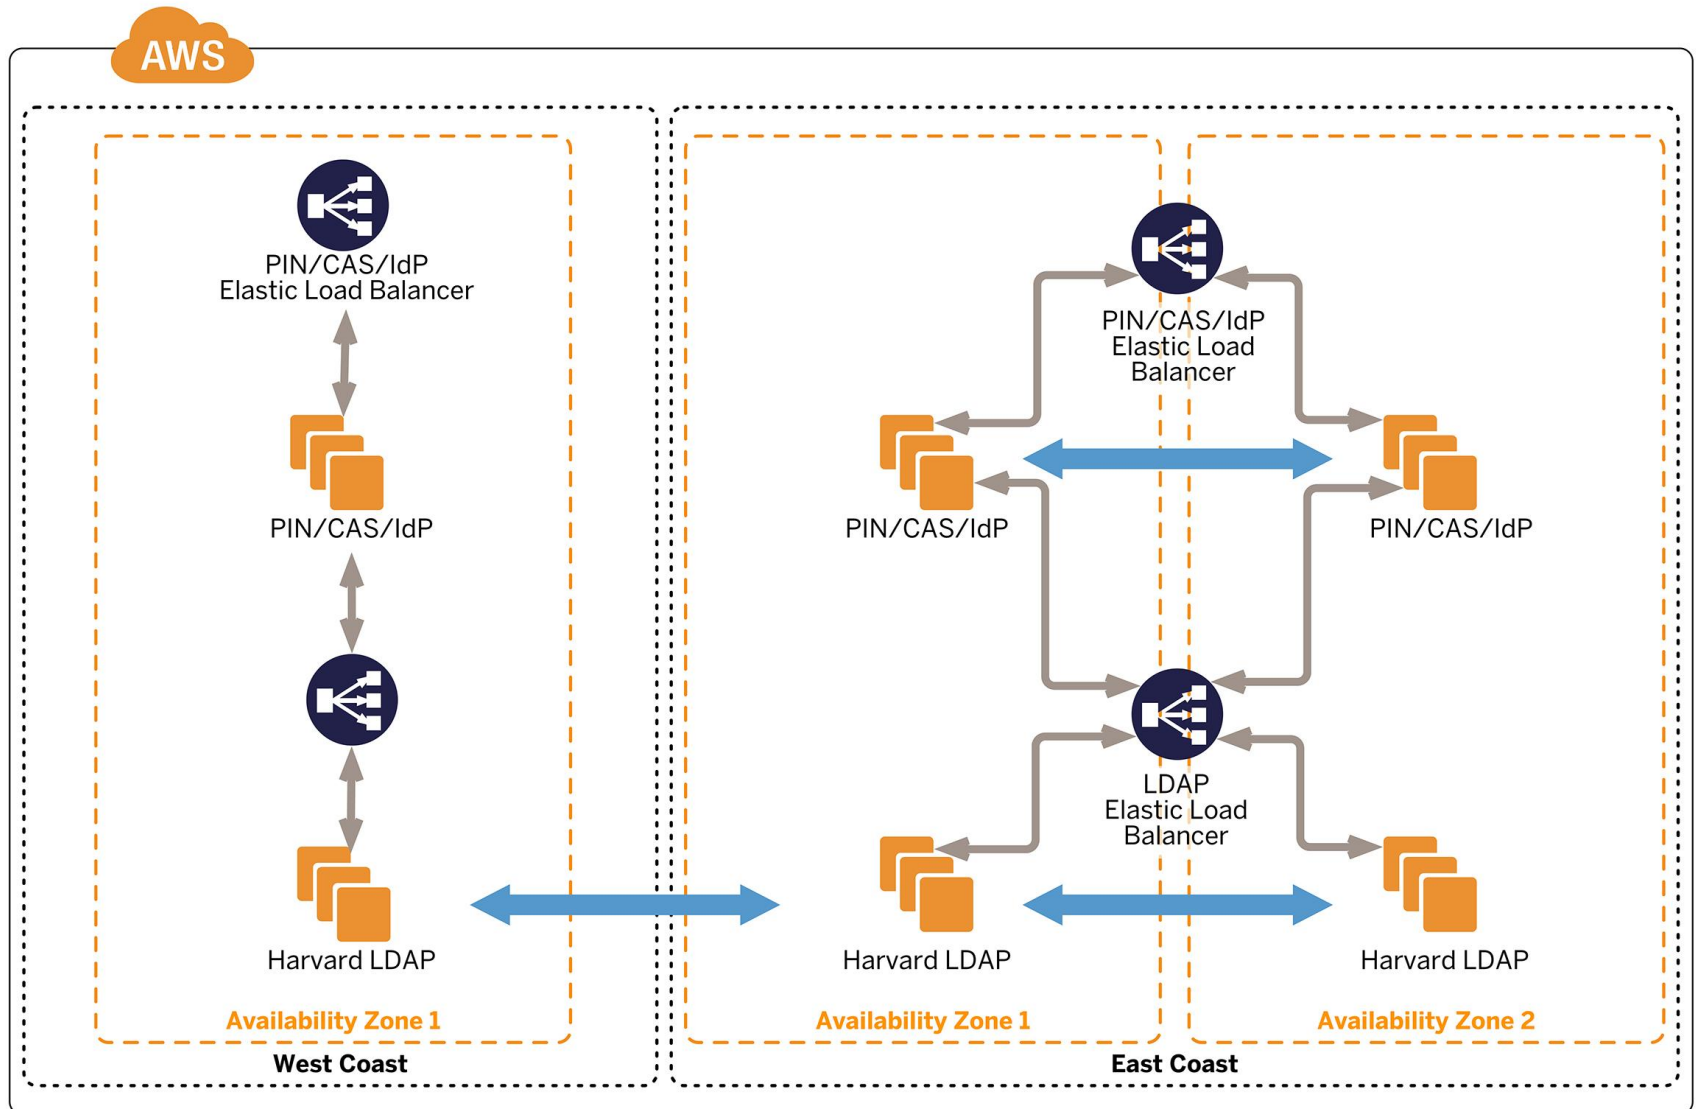 AWS
PIN/CAS/IdP
Elastic Load Balancer
PIN/CAS/IdP
Harvard LDAP
Availability Zone 1
West Coast
PIN/CAS/IdP
Elastic Load
Balancer
PIN/CAS/IdP
PIN/CAS/IdP
LDAP
Elastic Load
Balancer
Harvard LDAP
Harvard LDAP
Availability Zone 1
Availability Zone 2
East Coast